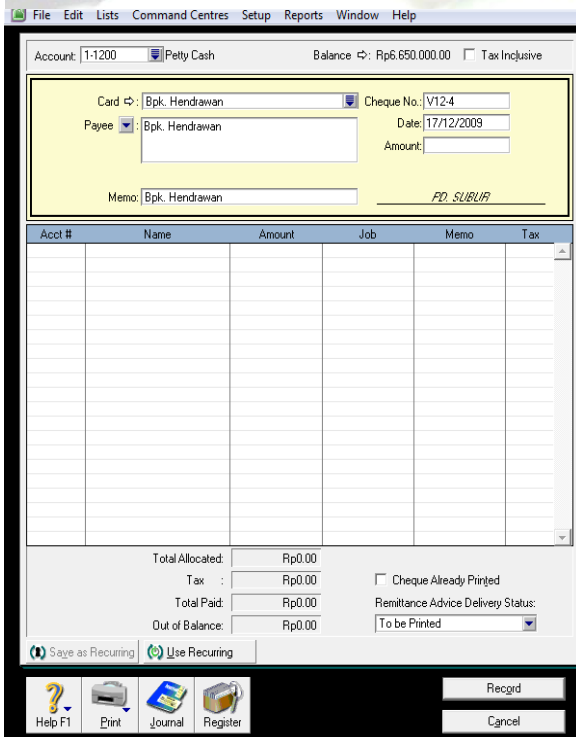 File Edit Lists Command Centres Setup Reports Window Help
Account: 1-1200 Petty Cash Balance ⇨: Rp6.650.000.00 Tax Inclusive
Card ⇨: Bpk. Hendrawan Cheque No.: V12-4
Payee : Bpk. Hendrawan Date: 17/12/2009
Amount:
Memo: Bpk. Hendrawan PD. SUBUR
Acct # Name Amount Job Memo Tax
Total Allocated: Rp0.00
Tax : Rp0.00 Cheque Already Printed
Total Paid: Rp0.00 Remittance Advice Delivery Status:
Out of Balance: Rp0.00 To be Printed
Save as Recurring Use Recurring
Help F1 Print Journal Register Record
Cancel